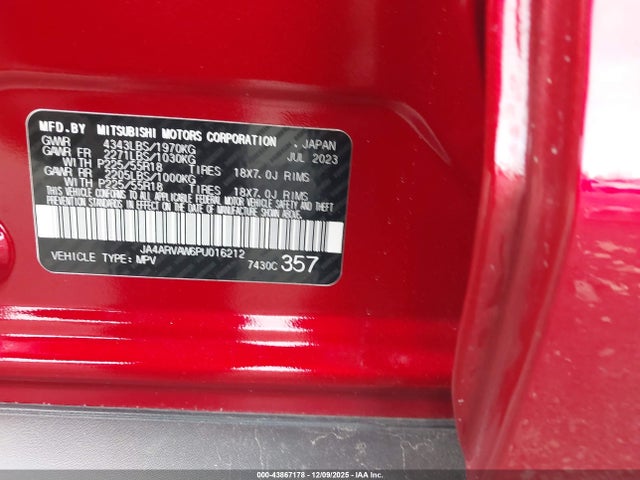 MFD.BY MITSUBISHI MOTORS CORPORATION , JAPAN
GVWR 4343LBS/1970KG JUL 2023
GAWR FR 2271LBS/1030KG
WITH P225/55R18 TIRES 18X7.0J RIMS
GAWR RR 2205LBS/1000KG
WITH P225/55R18 TIRES 18X7.0J RIMS
THIS VEHICLE CONFORMS TO ALL APPLICABLE FEDERAL MOTOR VEHICLE SAFETY, BUMPER, AND THEFT
PREVENTION STANDARDS IN EFFECT ON THE DATE OF MANUFACTURE SHOWN ABOVE.
JA4ARVAW6PU016212
VEHICLE TYPE: MPV 7430C 357
000-43867178 - 12/09/2025 - IAA Inc.